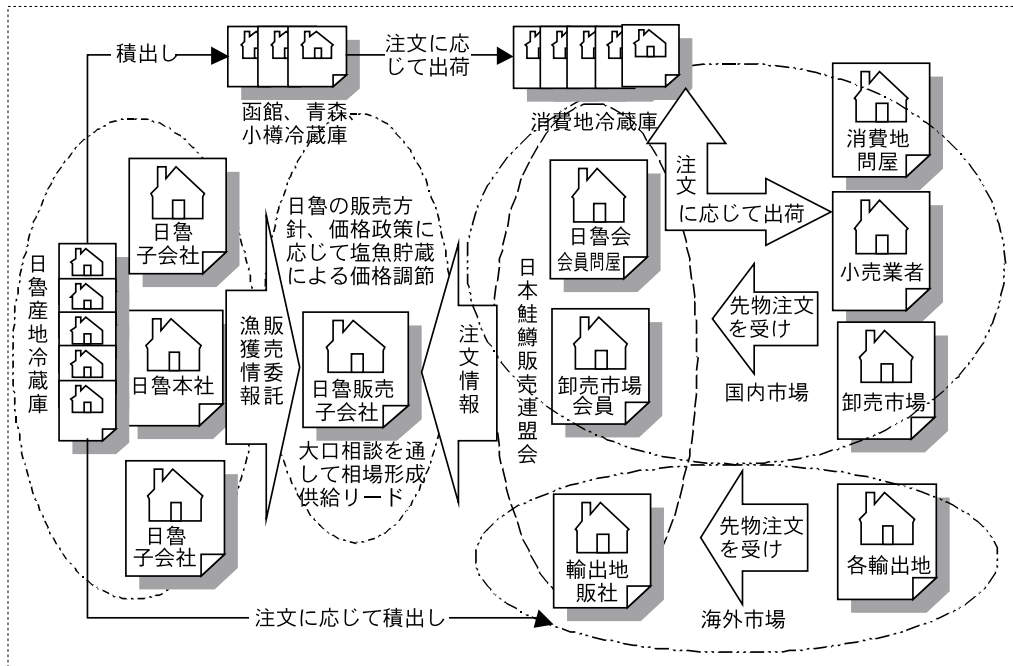 積出し
注文に応
じて出荷
函館、青森、
小樽冷蔵庫
消費地冷蔵庫
消費地
問屋
注文
に応じて出荷
日魯
子会社
日魯の販売方
針、価格政策に
応じて塩魚貯蔵
による価格調節
日魯会
会員問屋
小売業者
日魯産地冷蔵庫
日魯本社
販売委託
漁獲情報
日魯販売
子会社
注文情報
日本鮭鱒販売連盟会
卸売市場
会員
先物注文
を受け
国内市場
卸売市場
大口相談を通
して相場形成
供給リード
日魯
子会社
輸出地
販社
先物注文
を受け
各輸出地
海外市場
注文に応じて積出し